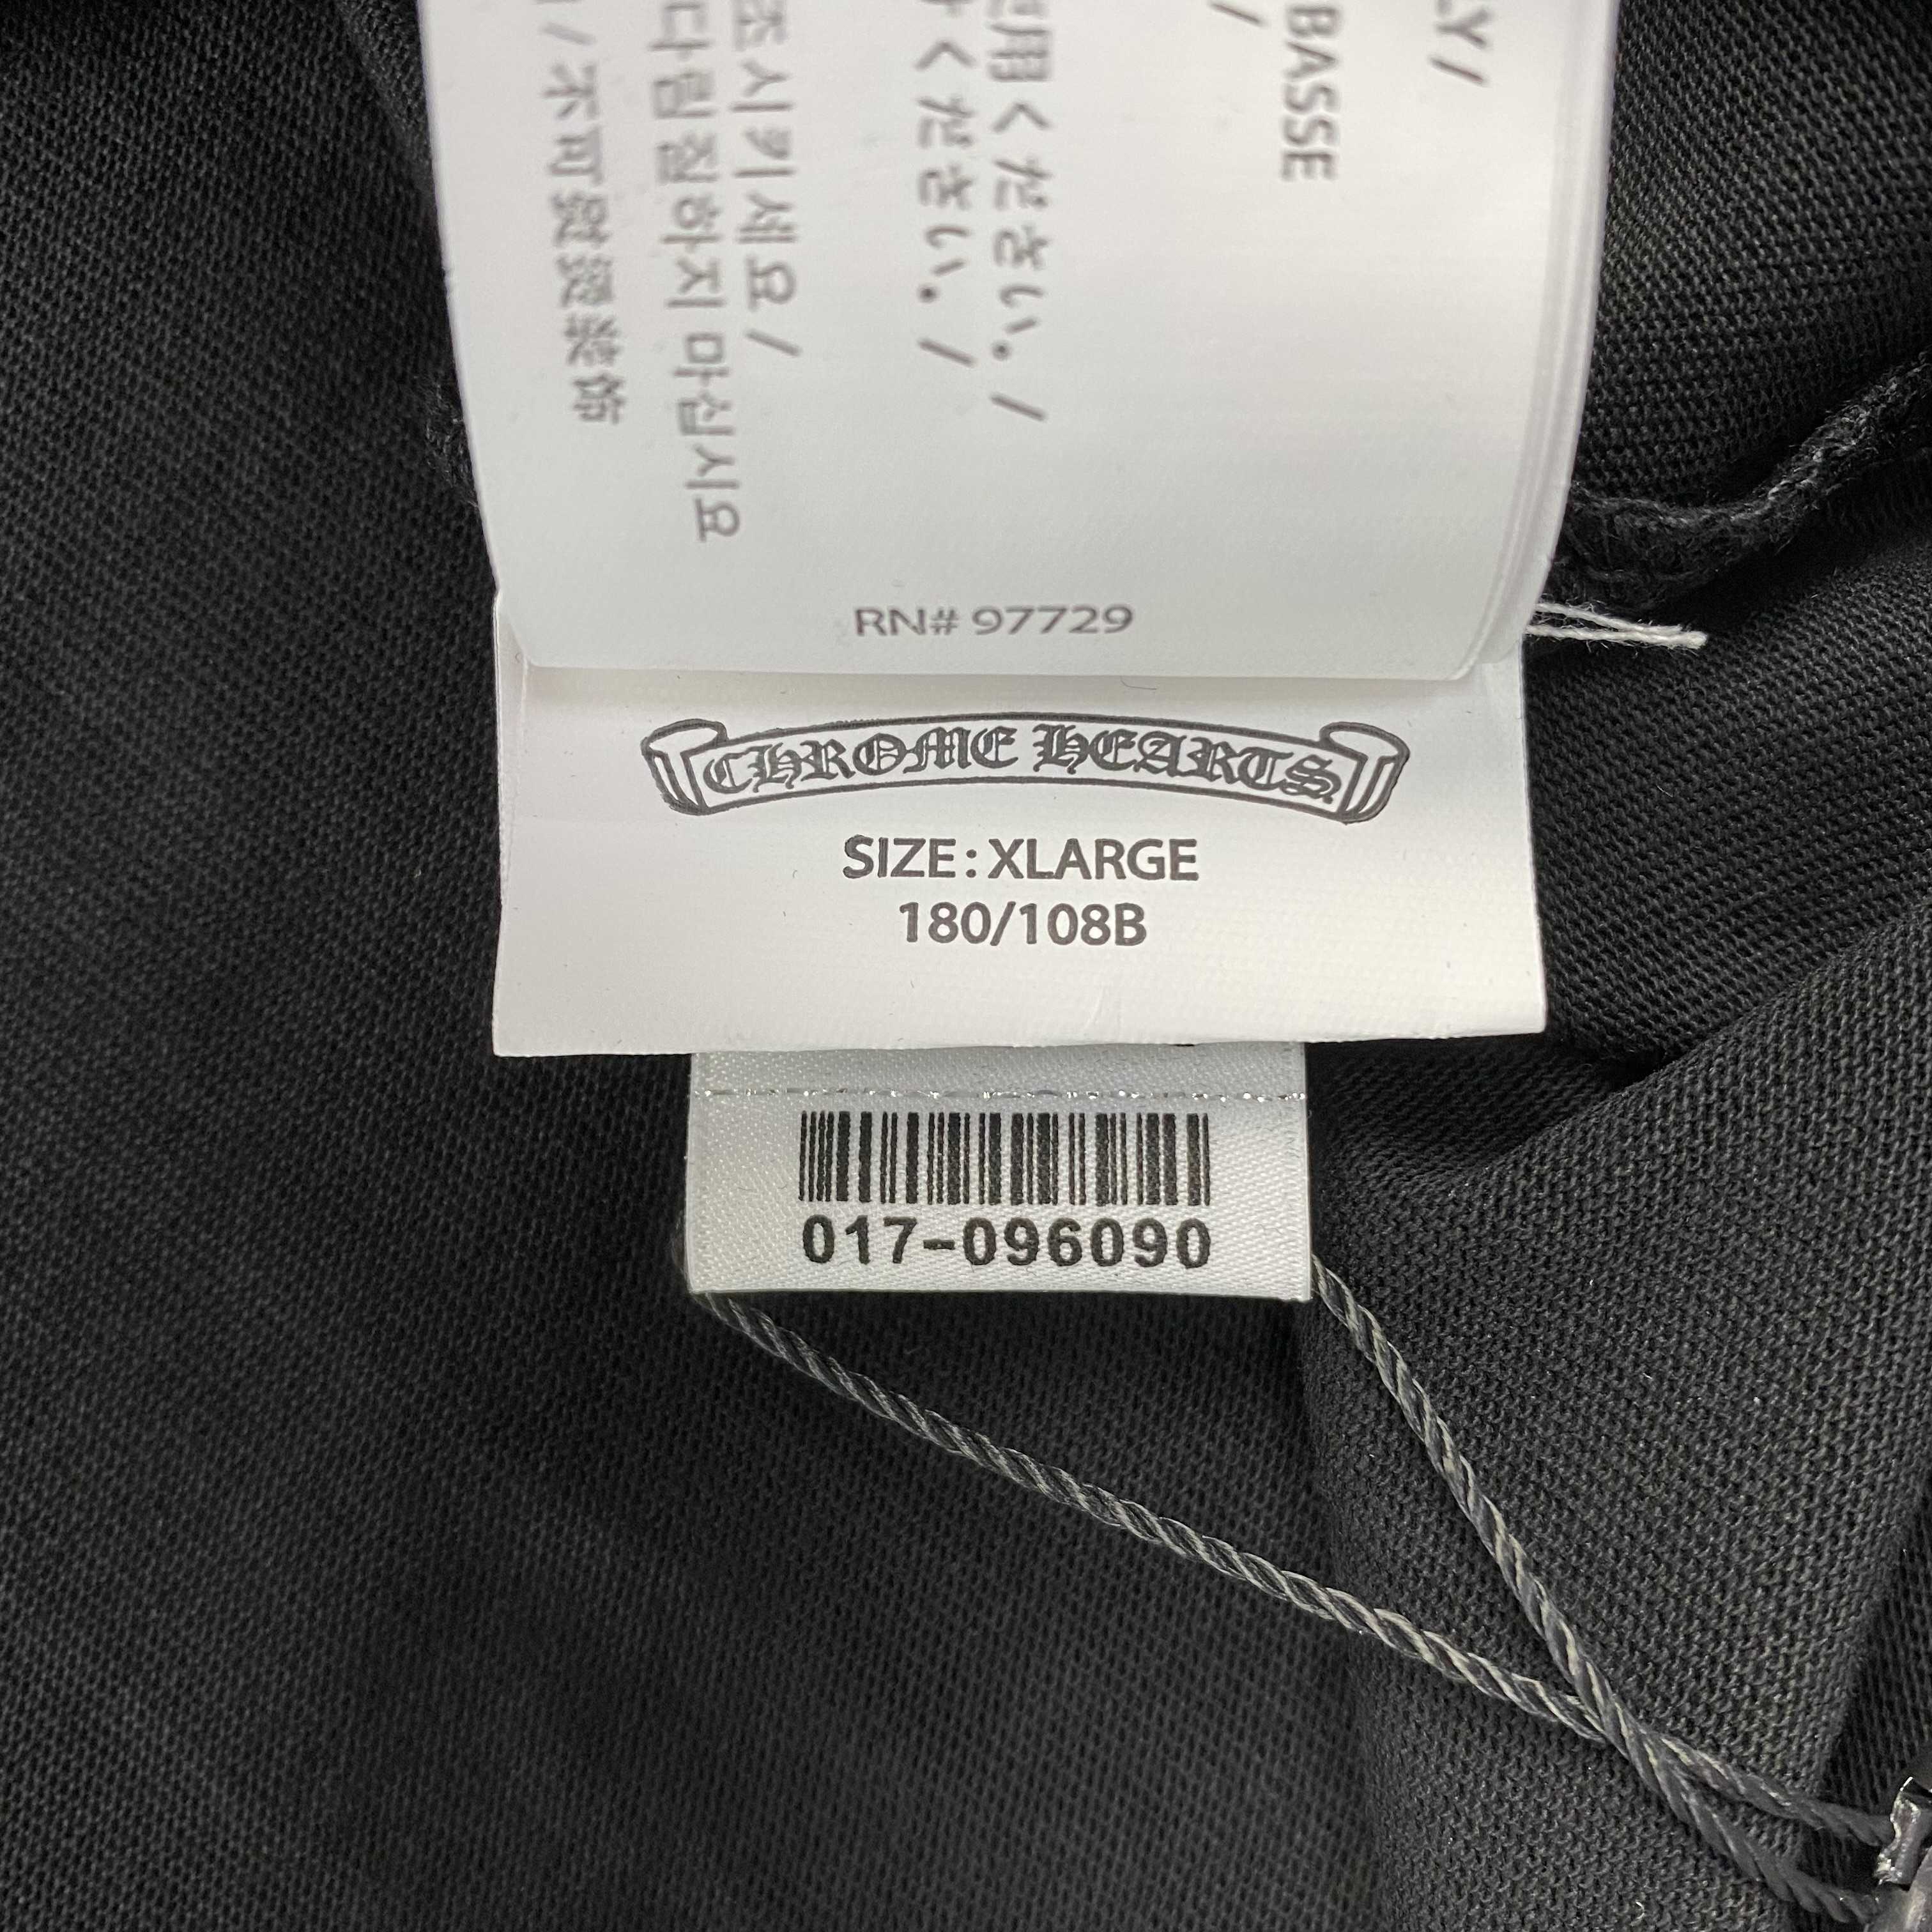 LY /
BASSE
/
用ください. /
ください. /
조시키세요 /
다림질하지 마십시요
/ 不可熨燙裝飾
RN# 97729
CHROME HEARTS
SIZE: XLARGE
180/108B
017-096090